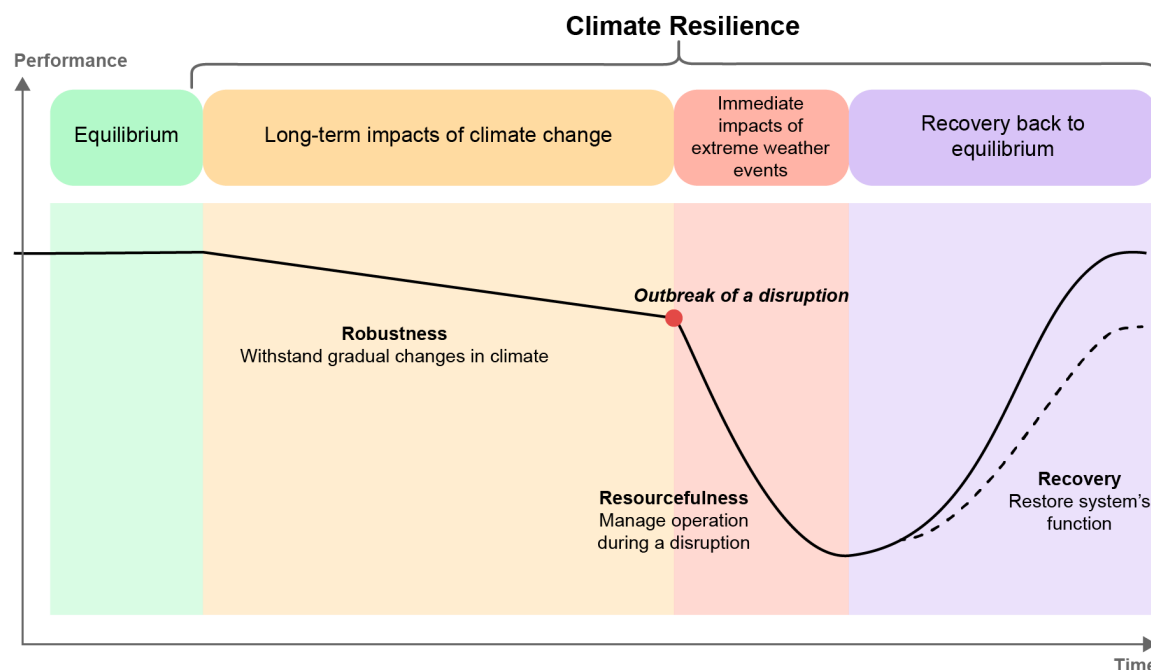 Climate Resilience
Performance
Equilibrium
Long-term impacts of climate change
Immediate
impacts of
extreme weather
events
Recovery back to
equilibrium
Outbreak of a disruption
Robustness
Withstand gradual changes in climate
Resourcefulness
Manage operation
during a disruption
Recovery
Restore system's
function
Time